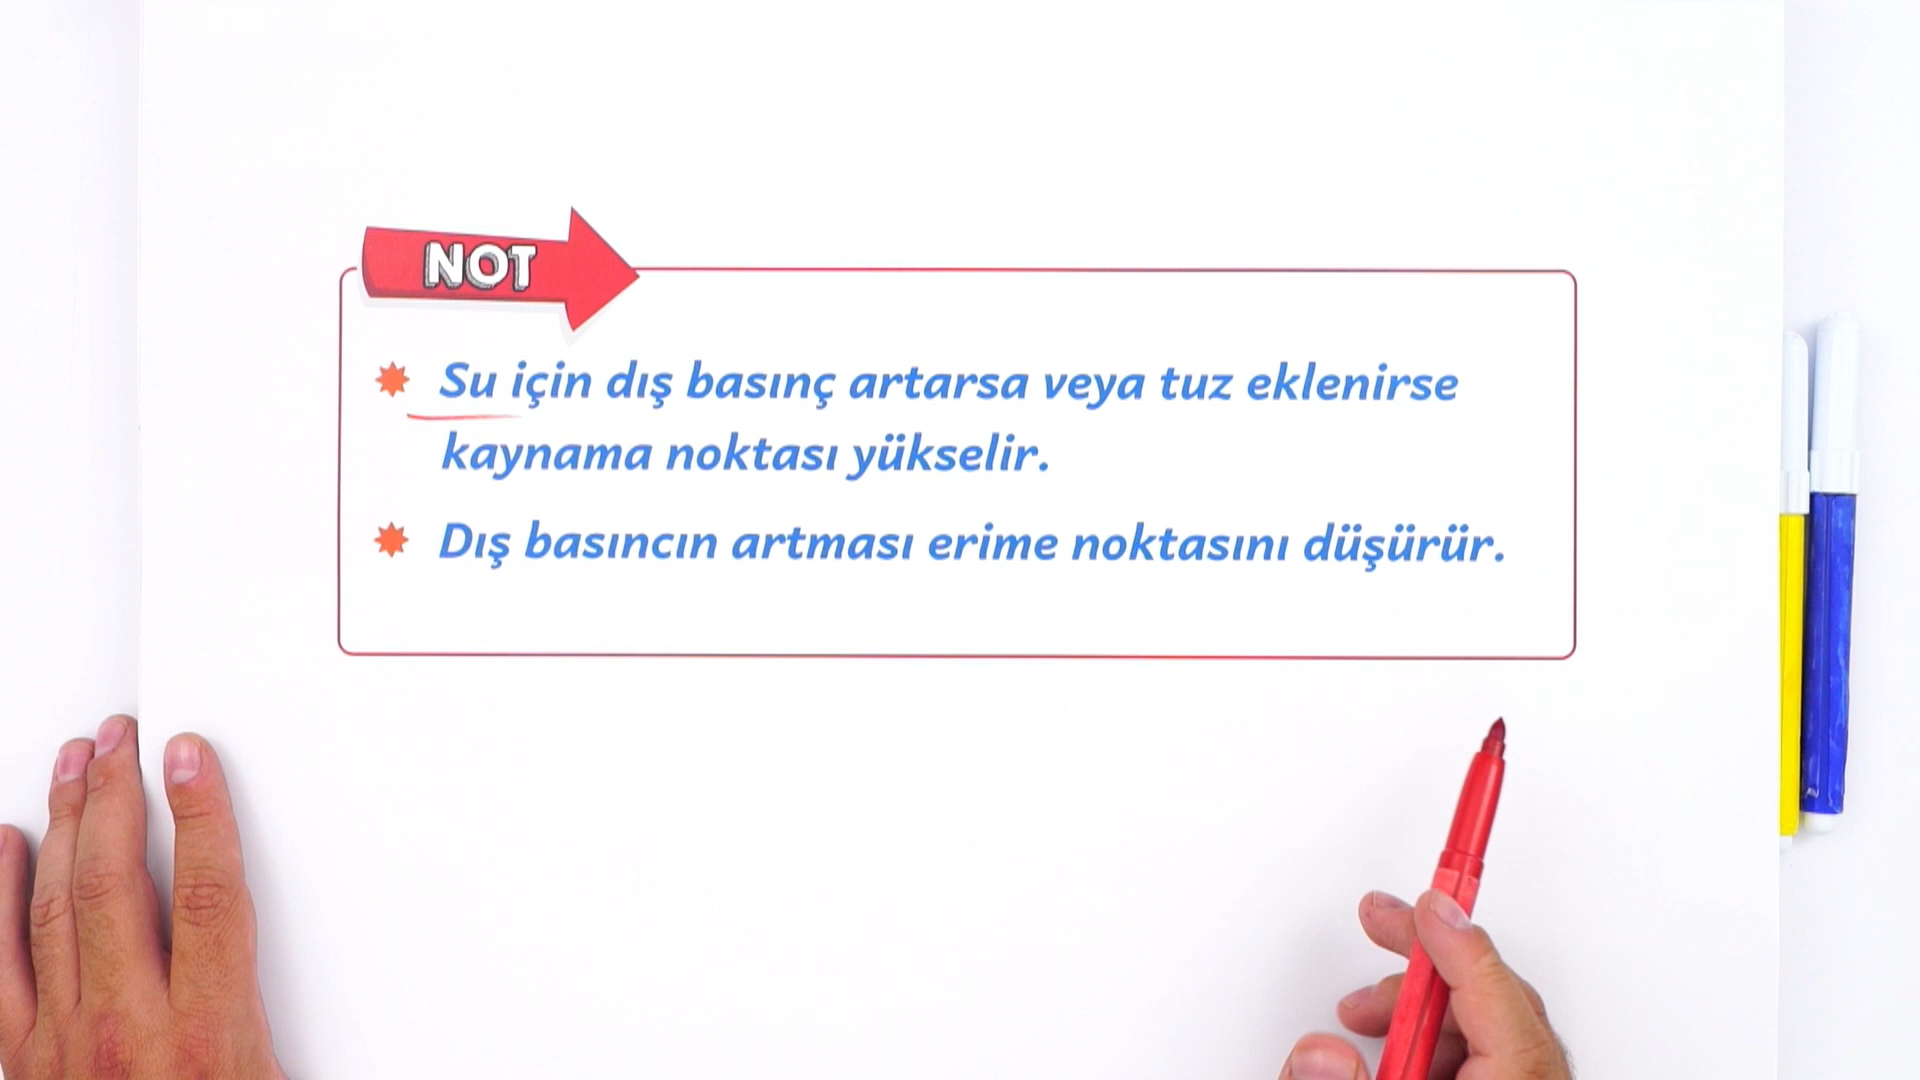 NOT
Su için dış basınç artarsa veya tuz eklenirse
kaynama noktası yükselir.
Dış basıncın artması erime noktasını düşürür.